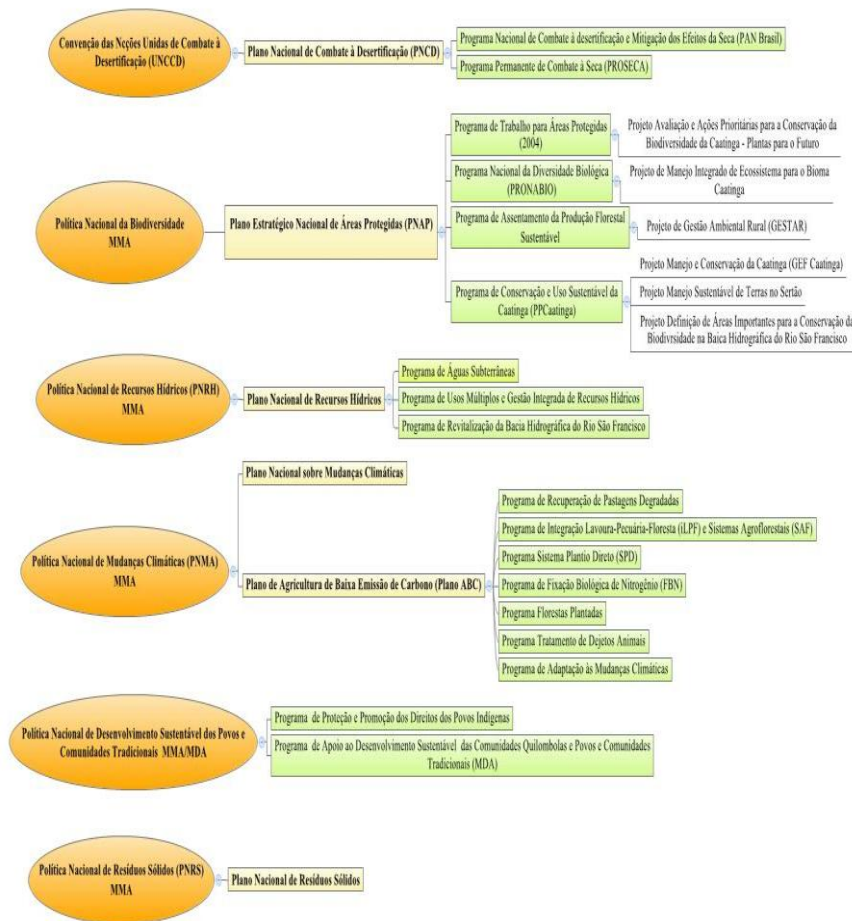 Convenção das Ncções Unidas de Combate à
Desertificação (UNCCD)
Plano Nacional de Combate à Desertificação (PNCD)
Programa Nacional de Combate à desertificação e Mitigação dos Efeitos da Seca (PAN Brasil)
Programa Permanente de Combate à Seca (PROSECA)
Política Nacional da Biodiversidade
MMA
Plano Estratégico Nacional de Áreas Protegidas (PNAP)
Programa de Trabalho para Áreas Protegidas
(2004)
Projeto Avaliação e Ações Prioritárias para a Conservação da
Biodiversidade da Caatinga - Plantas para o Futuro
Programa Nacional da Diversidade Biológica
(PRONABIO)
Projeto de Manejo Integrado de Ecossistema para o Bioma
Caatinga
Programa de Assentamento da Produção Florestal
Sustentável
Projeto de Gestão Ambiental Rural (GESTAR)
Programa de Conservação e Uso Sustentável da
Caatinga (PPCaatinga)
Projeto Manejo e Conservação da Caatinga (GEF Caatinga)
Projeto Manejo Sustentável de Terras no Sertão
Projeto Definição de Áreas Importantes para a Conservação da
Biodivrsidade na Baica Hidrográfica do Rio São Francisco
Política Nacional de Recursos Hídricos (PNRH)
MMA
Plano Nacional de Recursos Hídricos
Programa de Águas Subterrâneas
Programa de Usos Múltiplos e Gestão Integrada de Recursos Hídricos
Programa de Revitalização da Bacia Hidrográfica do Rio São Francisco
Política Nacional de Mudanças Climáticas (PNMA)
MMA
Plano Nacional sobre Mudanças Climáticas
Plano de Agricultura de Baixa Emissão de Carbono (Plano ABC)
Programa de Recuperação de Pastagens Degradadas
Programa de Integração Lavoura-Pecuária-Floresta (iLPF) e Sistemas Agroflorestais (SAF)
Programa Sistema Plantio Direto (SPD)
Programa de Fixação Biológica de Nitrogênio (FBN)
Programa Florestas Plantadas
Programa Tratamento de Dejetos Animais
Programa de Adaptação às Mudanças Climáticas
Política Nacional de Desenvolvimento Sustentável dos Povos e
Comunidades Tradicionais MMA/MDA
Programa de Proteção e Promoção dos Direitos dos Povos Indígenas
Programa de Apoio ao Desenvolvimento Sustentável das Comunidades Quilombolas e Povos e Comunidades
Tradicionais (MDA)
Política Nacional de Resíduos Sólidos (PNRS)
MMA
Plano Nacional de Resíduos Sólidos